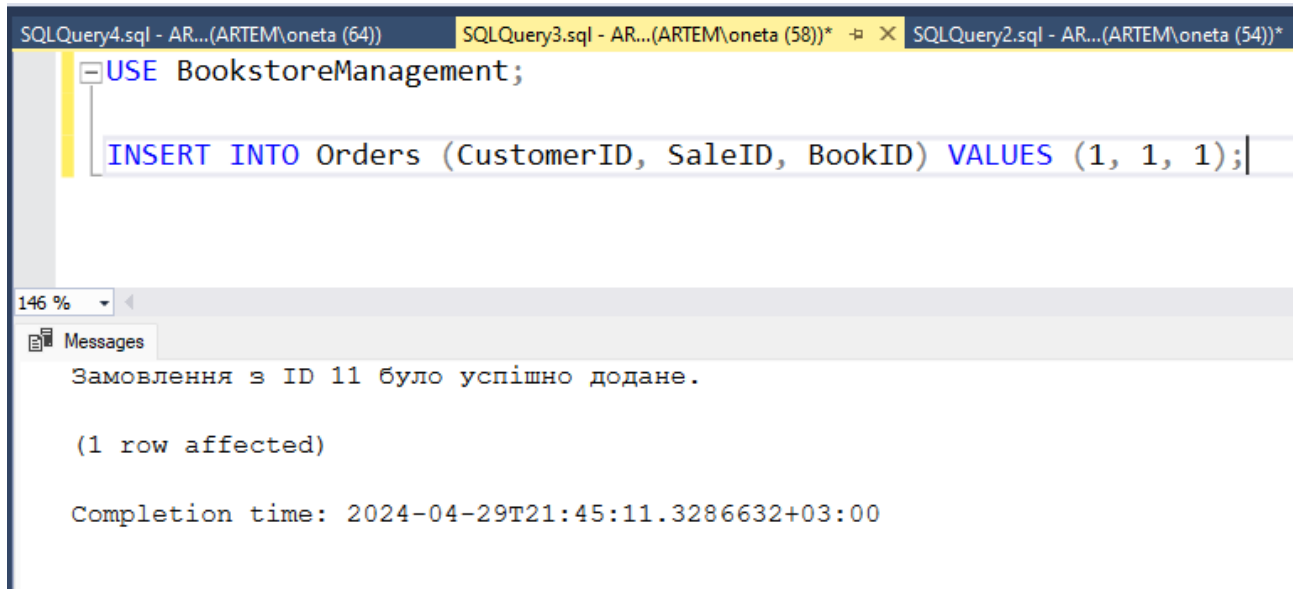 SQLQuery4.sql - AR...(ARTEM\oneta (64)) SQLQuery3.sql - AR...(ARTEM\oneta (58))* SQLQuery2.sql - AR...(ARTEM\oneta (54))*
USE BookstoreManagement;
INSERT INTO Orders (CustomerID, SaleID, BookID) VALUES (1, 1, 1);
146 %
Messages
Замовлення з ID 11 було успішно додане.
(1 row affected)
Completion time: 2024-04-29T21:45:11.3286632+03:00